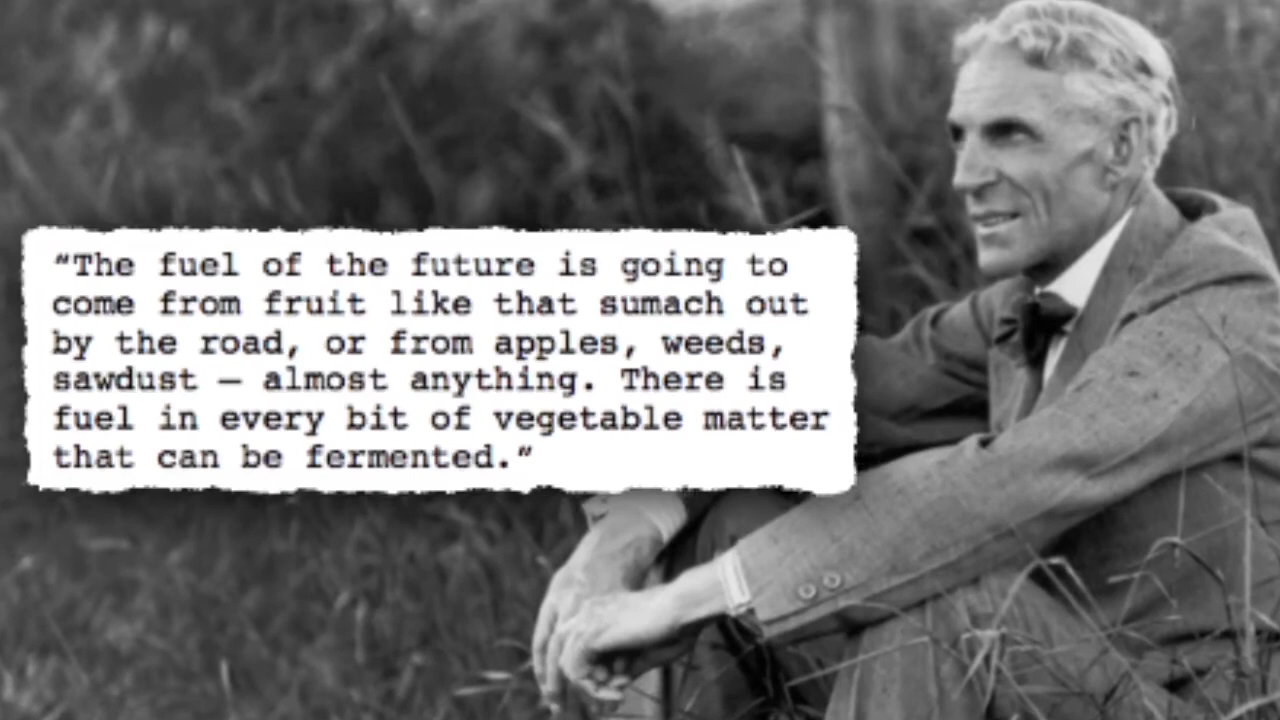 “The fuel of the future is going to
come from fruit like that sumach out
by the road, or from apples, weeds,
sawdust — almost anything. There is
fuel in every bit of vegetable matter
that can be fermented.”